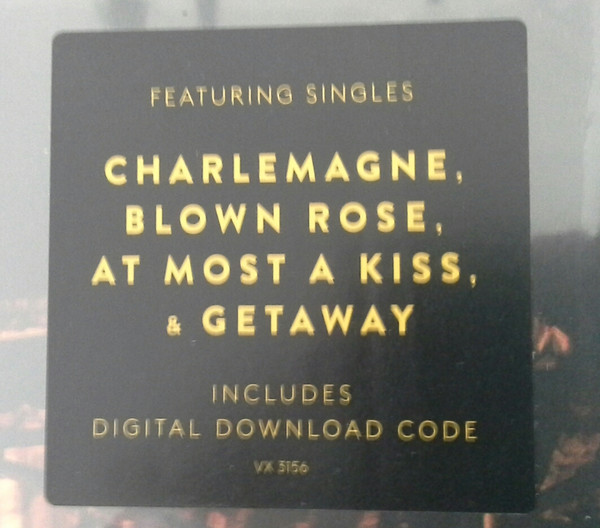 FEATURING SINGLES
CHARLEMAGNE,
BLOWN ROSE,
AT MOST A KISS,
& GETAWAY
INCLUDES
DIGITAL DOWNLOAD CODE
VX 3156